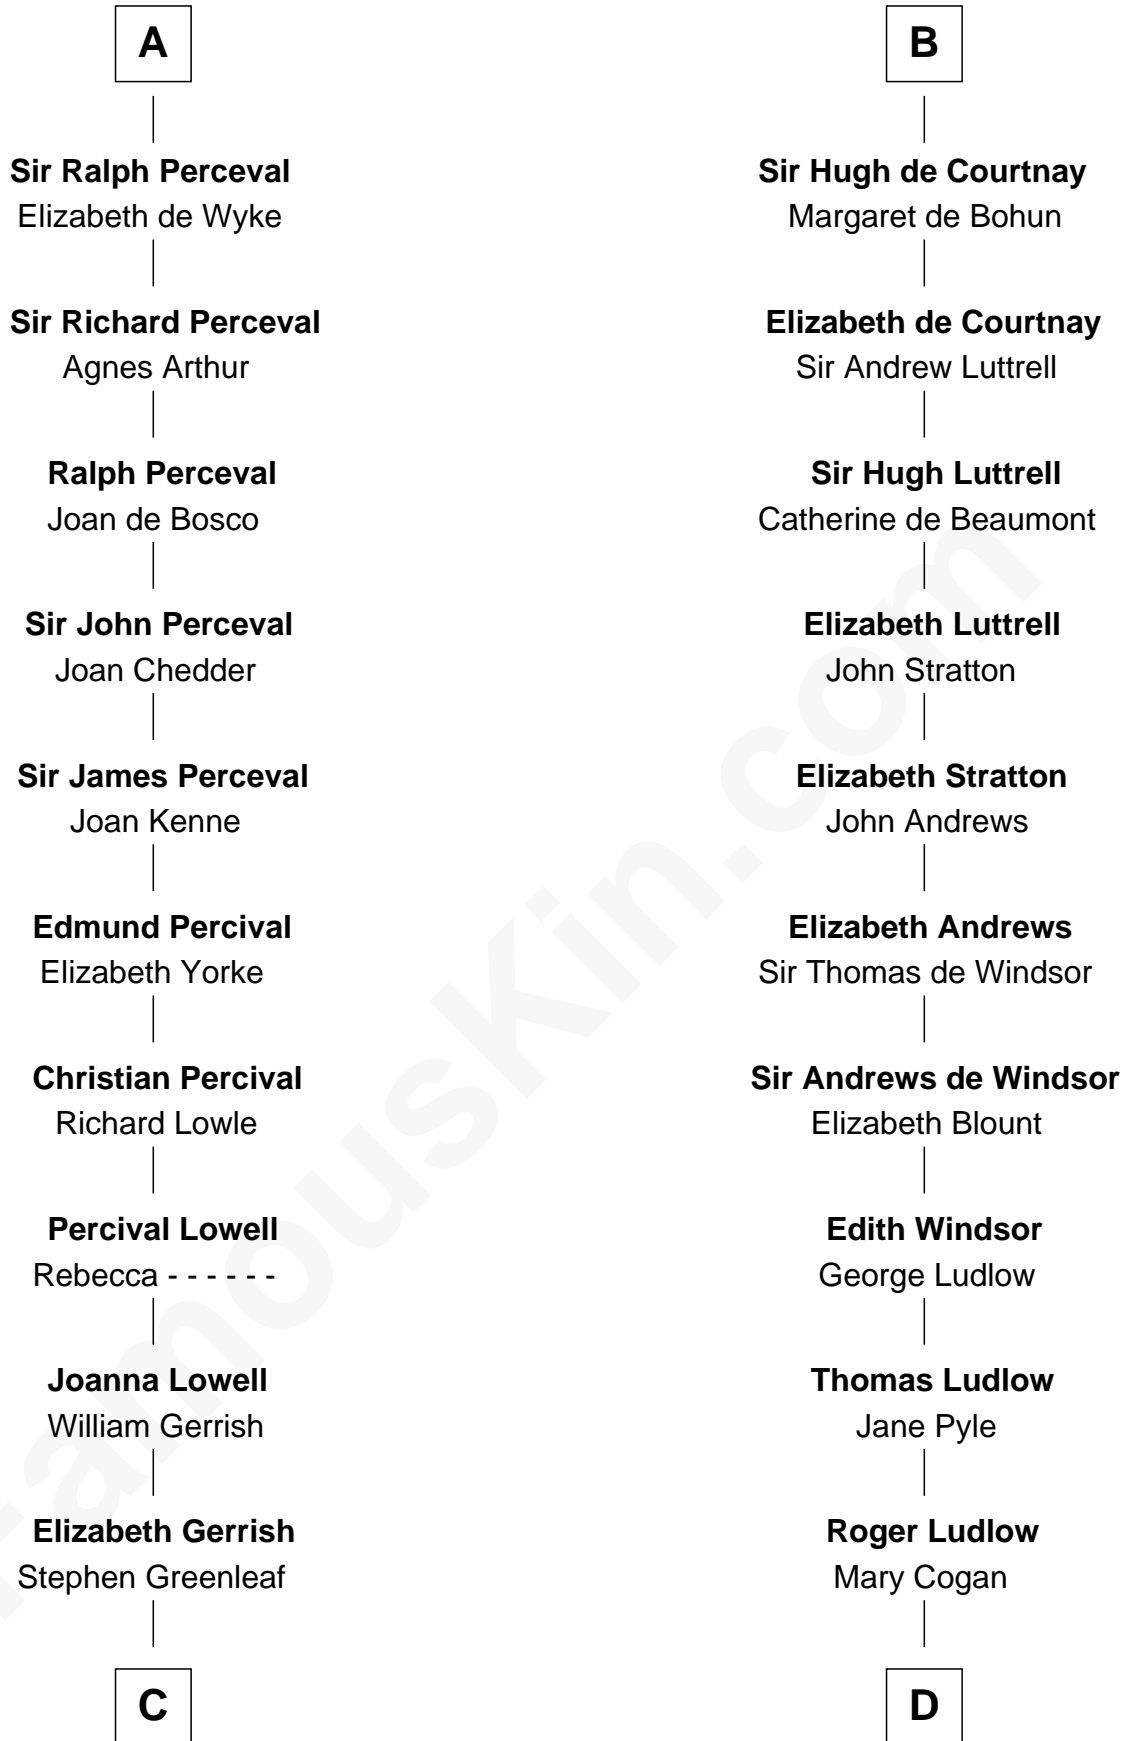 A
Sir Ralph Perceval
Elizabeth de Wyke
Sir Richard Perceval
Agnes Arthur
Ralph Perceval
Joan de Bosco
Sir John Perceval
Joan Chedder
Sir James Perceval
Joan Kenne
Edmund Percival
Elizabeth Yorke
Christian Percival
Richard Lowle
Percival Lowell
Rebecca - - - - - -
Joanna Lowell
William Gerrish
Elizabeth Gerrish
Stephen Greenleaf
C
B
Sir Hugh de Courtnay
Margaret de Bohun
Elizabeth de Courtnay
Sir Andrew Luttrell
Sir Hugh Luttrell
Catherine de Beaumont
Elizabeth Luttrell
John Stratton
Elizabeth Stratton
John Andrews
Elizabeth Andrews
Sir Thomas de Windsor
Sir Andrews de Windsor
Elizabeth Blount
Edith Windsor
George Ludlow
Thomas Ludlow
Jane Pyle
Roger Ludlow
Mary Cogan
D
FamousKin.com